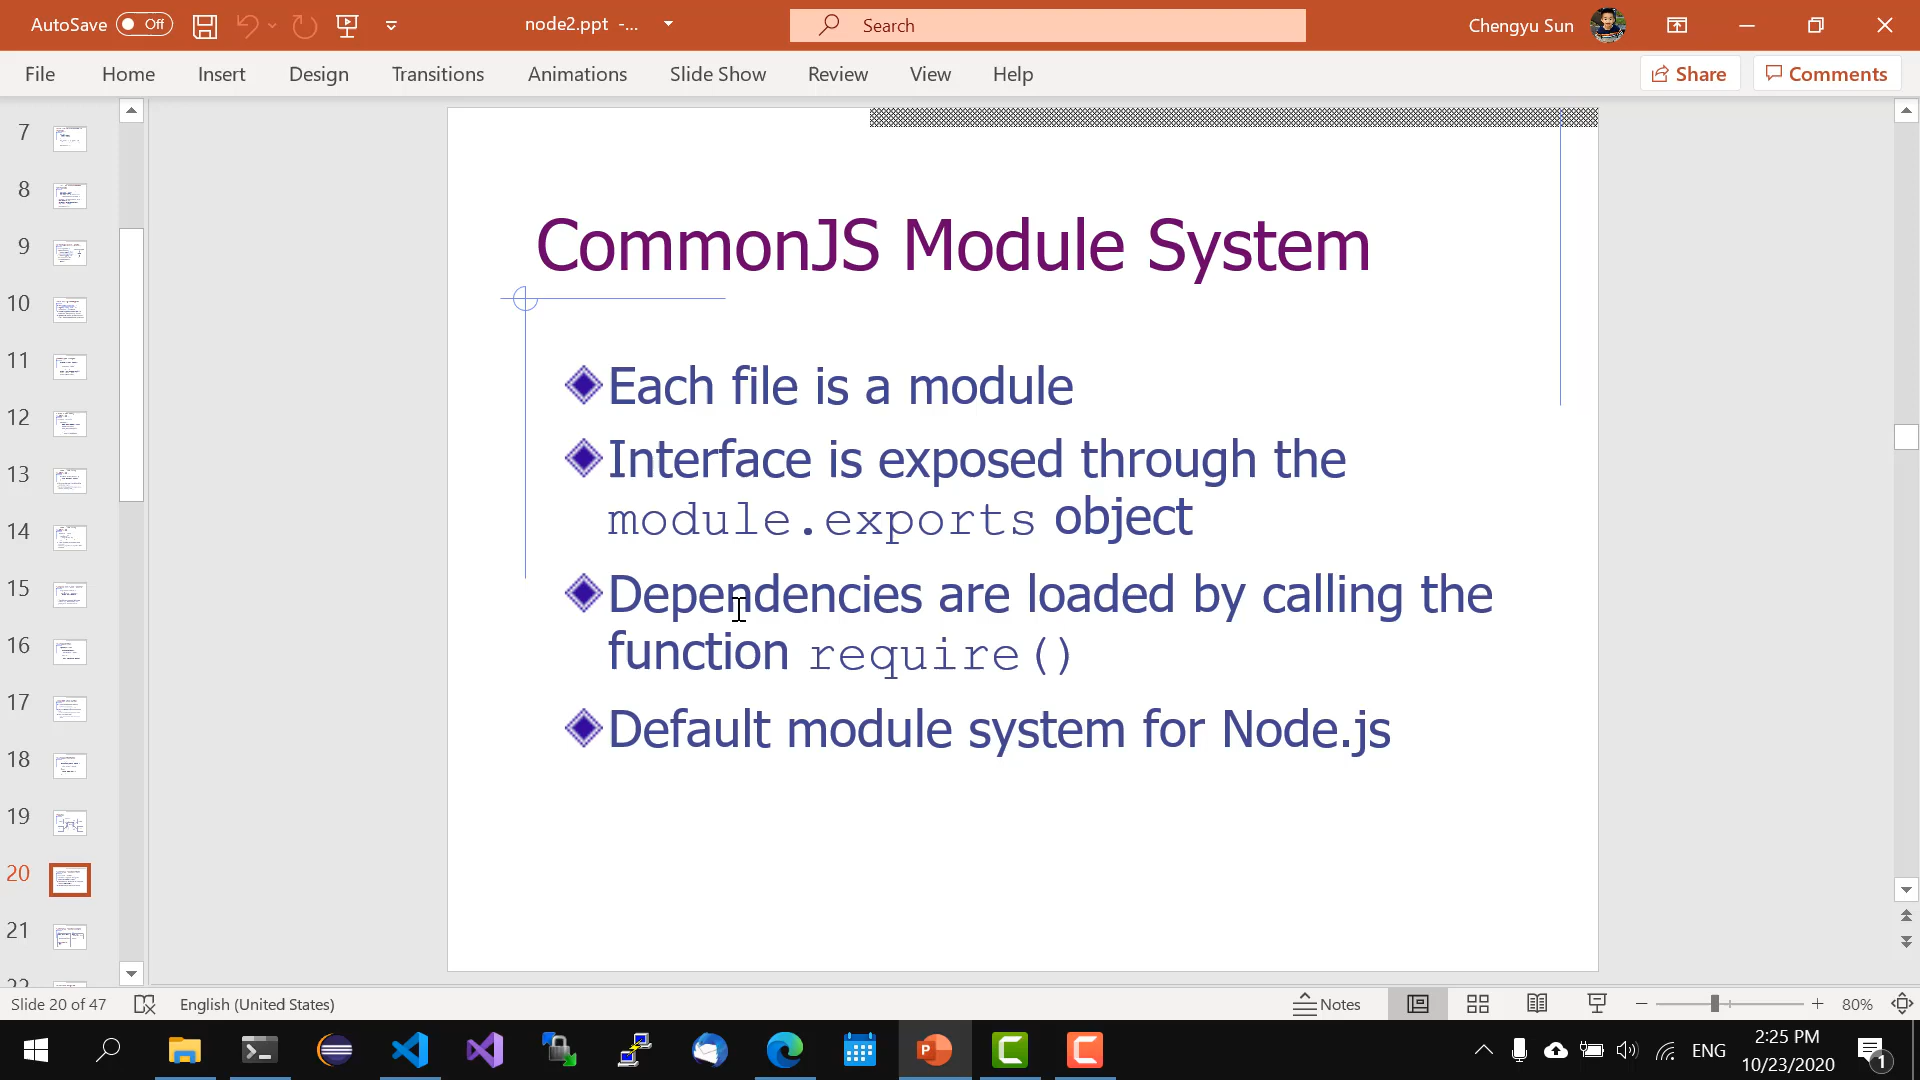 AutoSave Off
node2.ppt -...
Search
Chengyu Sun
File Home Insert Design Transitions Animations Slide Show Review View Help
Share Comments
7
8
9
10
11
12
13
14
15
16
17
18
19
20
21
CommonJS Module System
Each file is a module
Interface is exposed through the
module.exports object
Dependencies are loaded by calling the
function require()
Default module system for Node.js
Slide 20 of 47 English (United States) Notes 80%
ENG
2:25 PM
10/23/2020
1